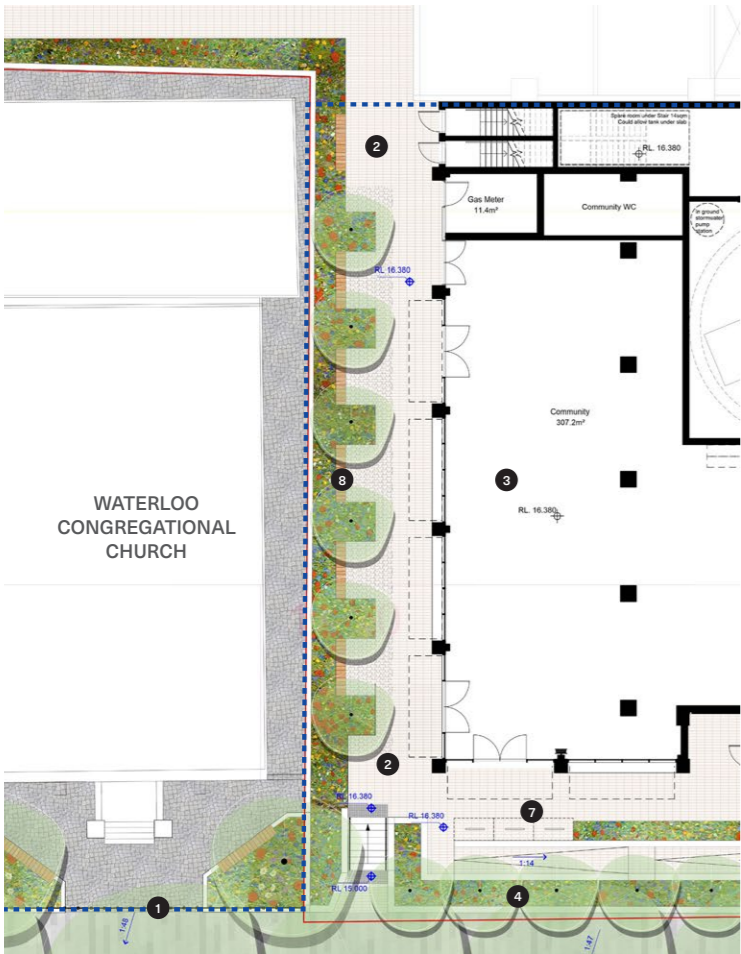 Spare room under Stair 14sqm
Could allow tank under slab
RL. 16.380
2
Gas Meter
11.4m²
Community WC
In ground
stormwater
pump
station
RL 16.380
Community
307.2m²
8
3
WATERLOO
CONGREGATIONAL
CHURCH
RL. 16.380
2
RL 16.380
7
RL 16.380
1:14
RL 15.000
4
1
1:48
1:47